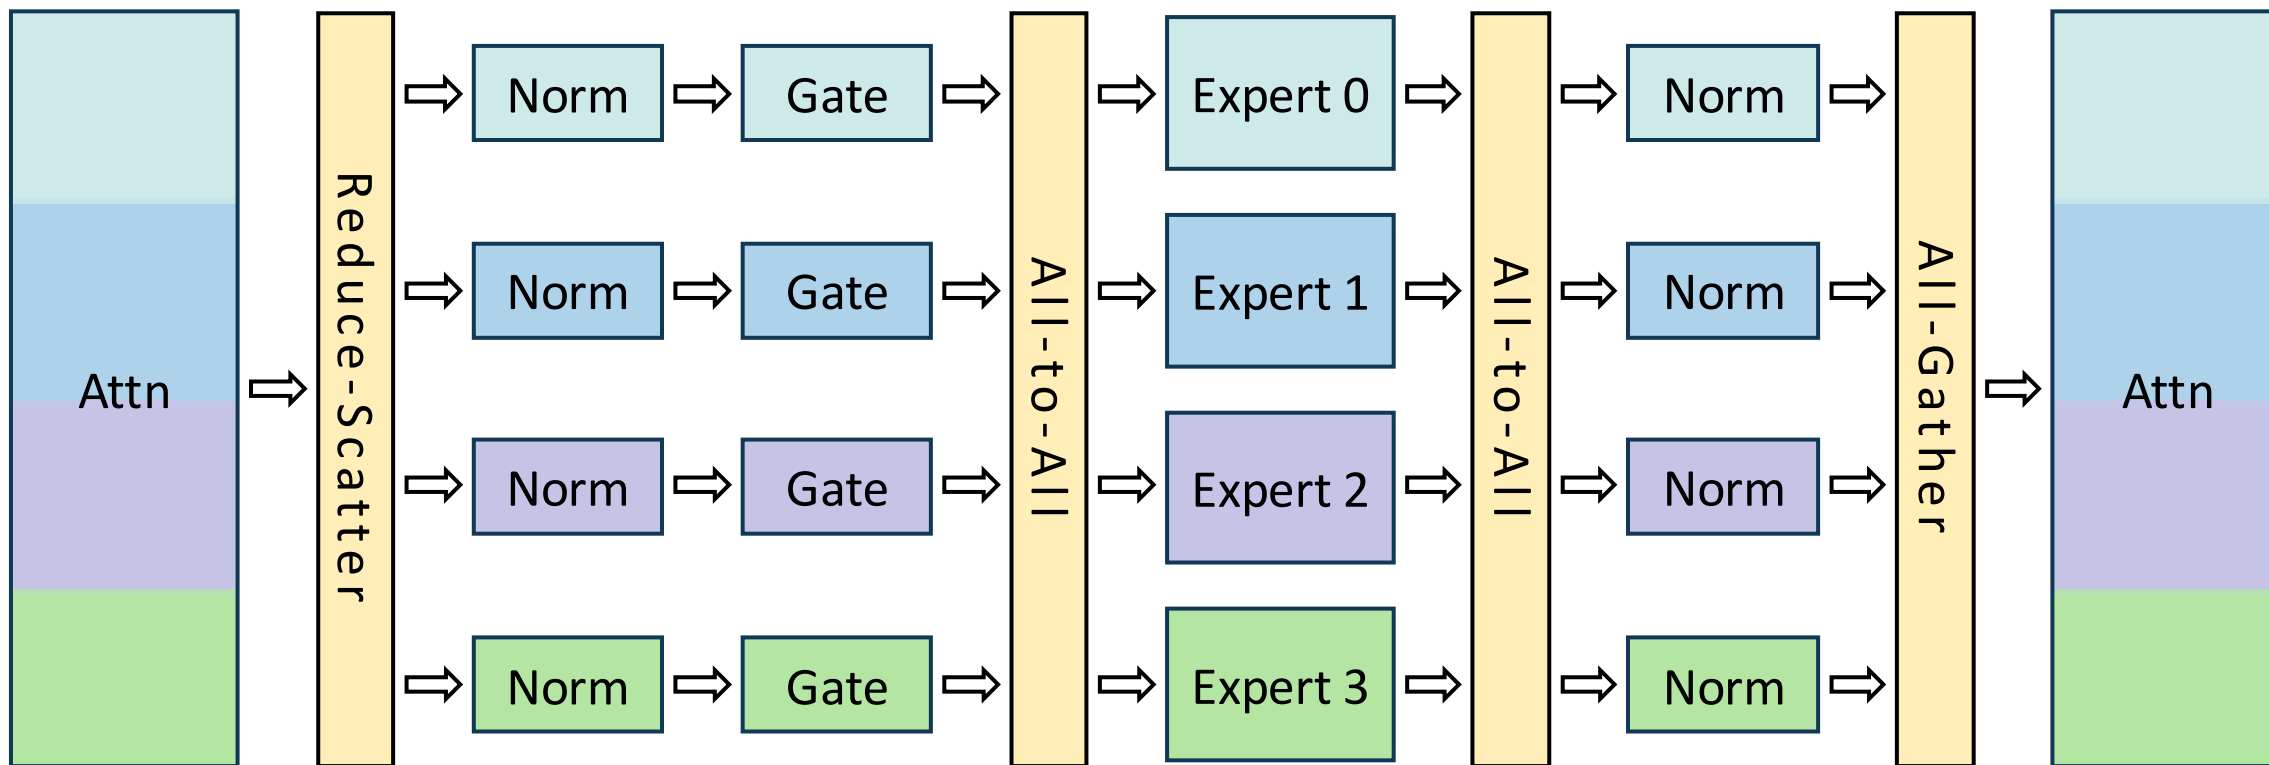 Attn
Reduce-Scatter
Norm
Gate
Norm
Gate
Norm
Gate
Norm
Gate
All-to-All
Expert 0
Expert 1
Expert 2
Expert 3
All-to-All
Norm
Norm
Norm
Norm
All-Gather
Attn